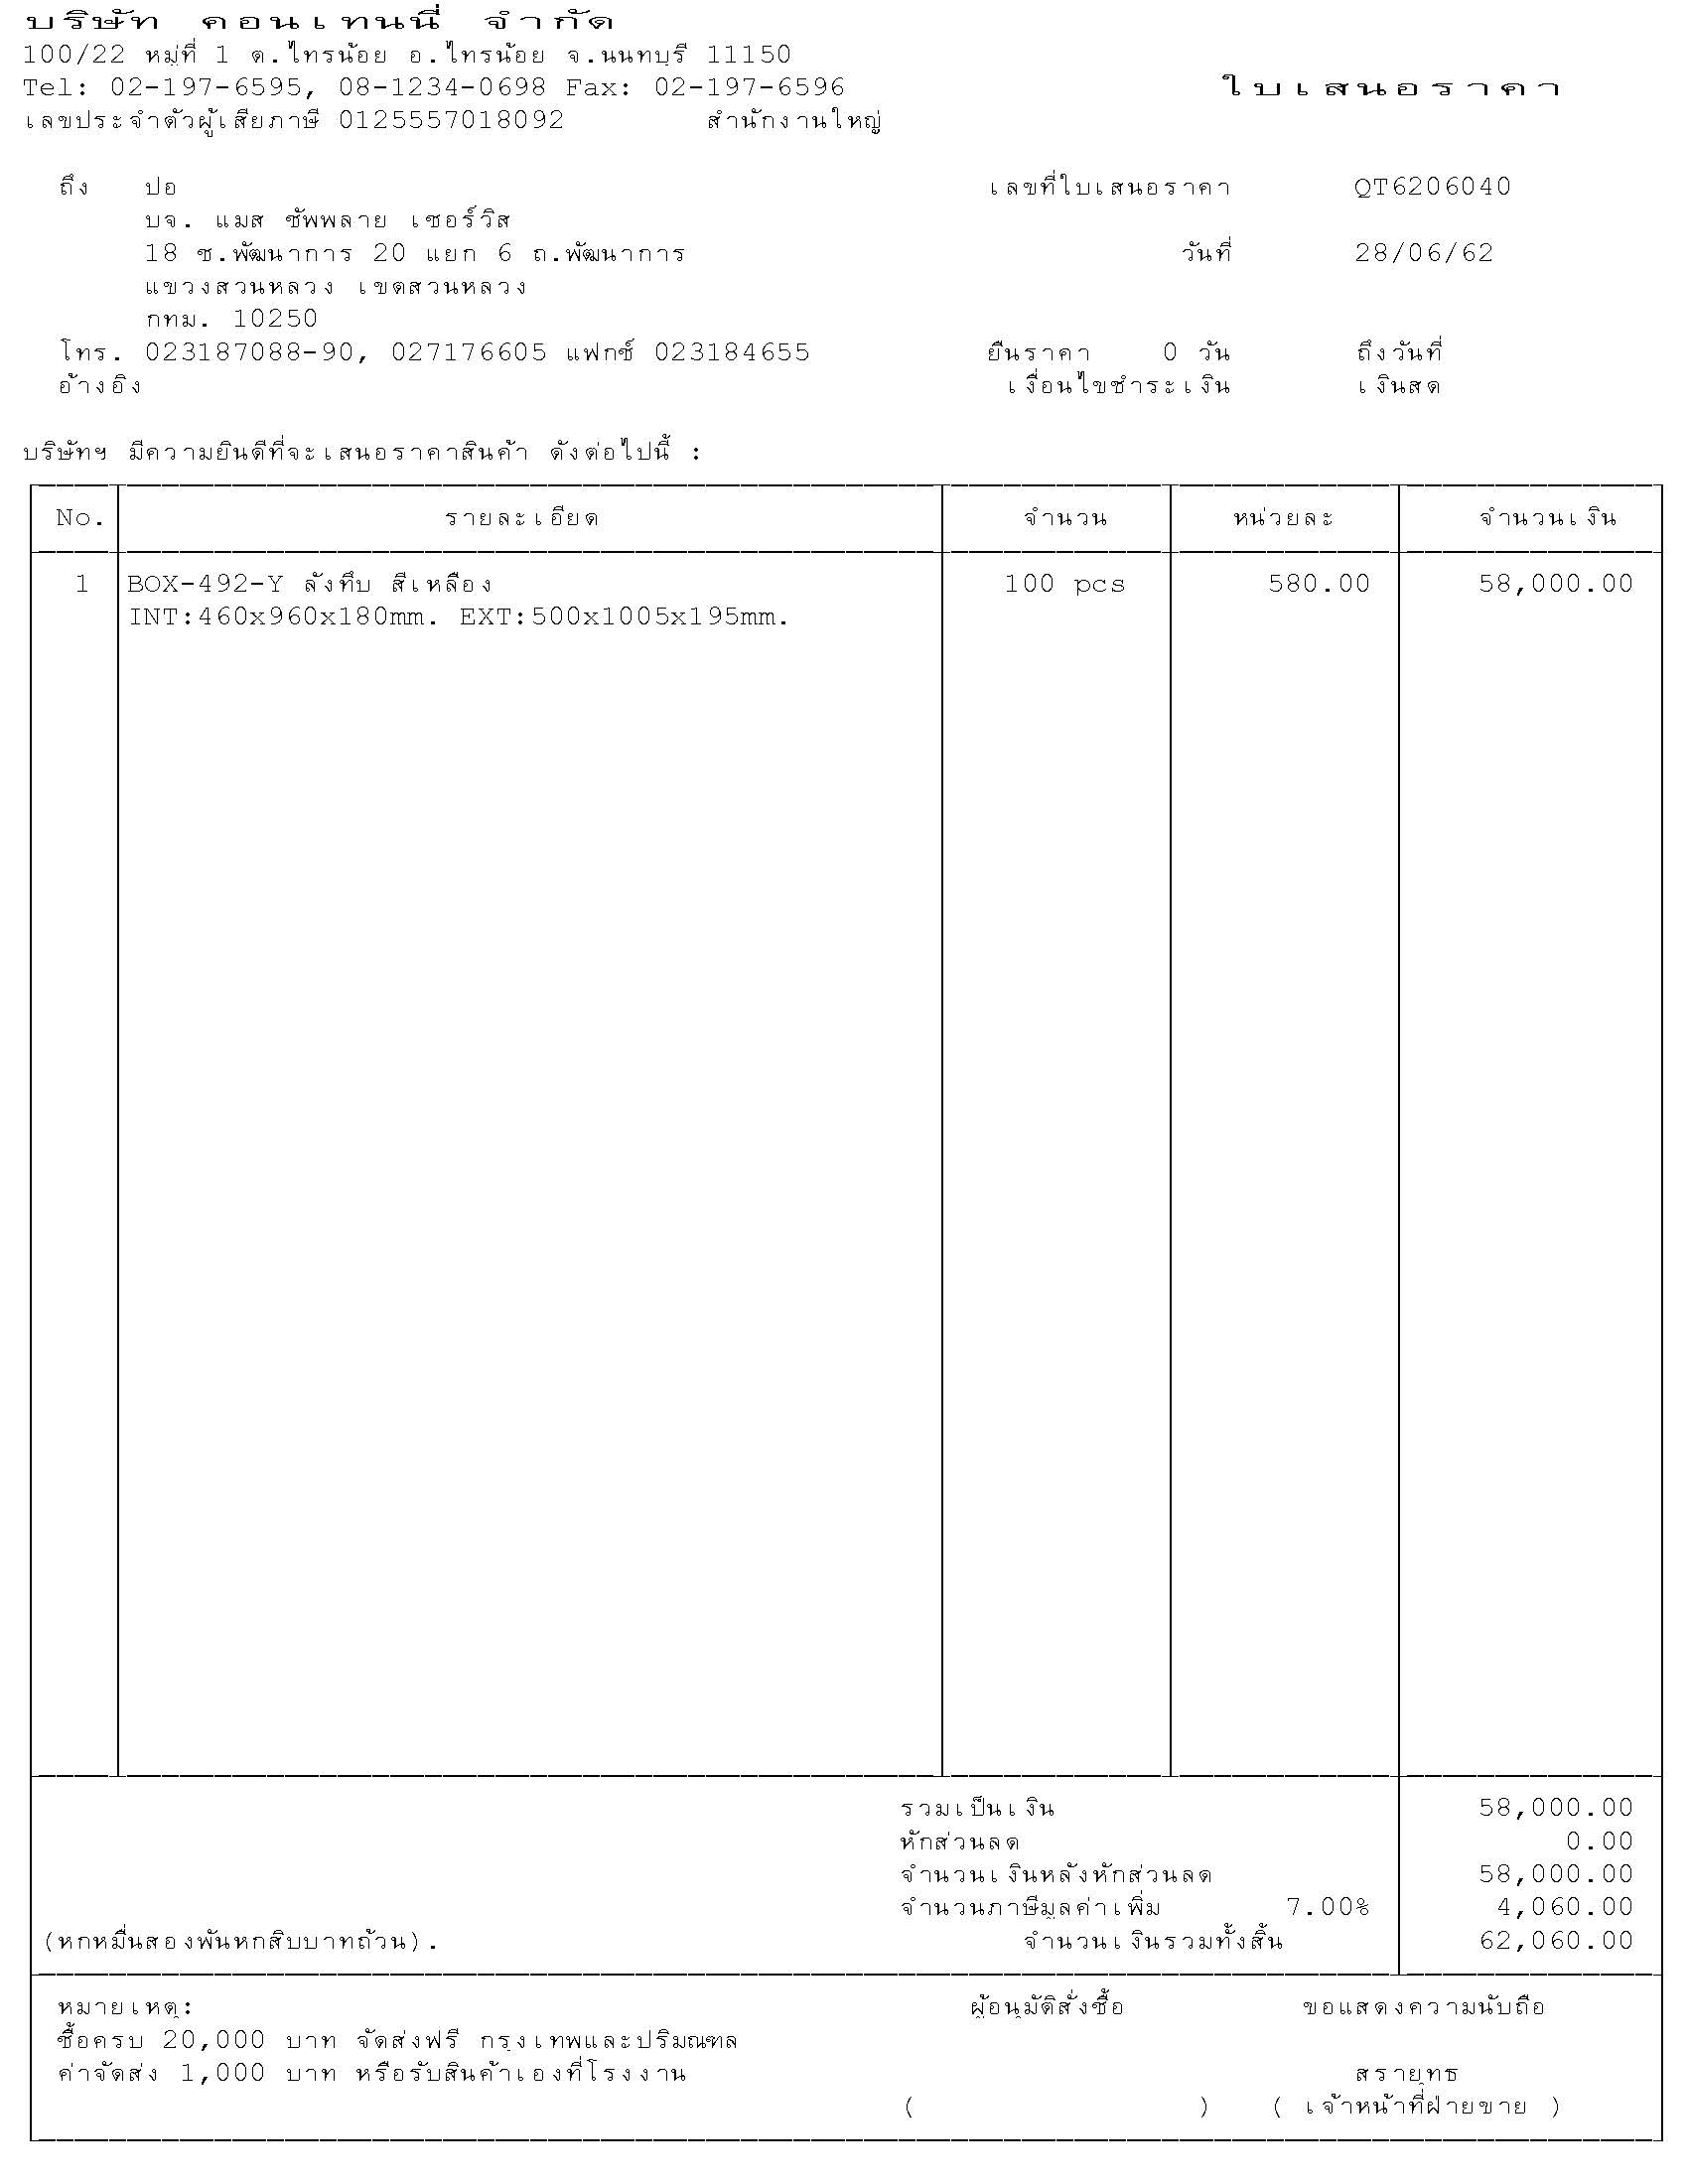 บริษัท คอนเทนนี่ จำกัด
100/22 หมู่ที่ 1 ต.ไทรน้อย อ.ไทรน้อย จ.นนทบุรี 11150
Tel: 02-197-6595, 08-1234-0698 Fax: 02-197-6596 ใบเสนอราคา
เลขประจำตัวผู้เสียภาษี 0125557018092 สำนักงานใหญ่
ถึง ปอ เลขที่ใบเสนอราคา QT6206040
บจ. แมส ซัพพลาย เซอร์วิส
18 ซ.พัฒนาการ 20 แยก 6 ถ.พัฒนาการ วันที่ 28/06/62
แขวงสวนหลวง เขตสวนหลวง
กทม. 10250
โทร. 023187088-90, 027176605 แฟกซ์ 023184655 ยืนราคา 0 วัน ถึงวันที่
อ้างอิง เงื่อนไขชำระเงิน เงินสด
บริษัทฯ มีความยินดีที่จะเสนอราคาสินค้า ดังต่อไปนี้ :
No. รายละเอียด จำนวน หน่วยละ จำนวนเงิน
1 BOX-492-Y ลังทึบ สีเหลือง 100 pcs 580.00 58,000.00
INT:460x960x180mm. EXT:500x1005x195mm.
รวมเป็นเงิน 58,000.00
หักส่วนลด 0.00
จำนวนเงินหลังหักส่วนลด 58,000.00
จำนวนภาษีมูลค่าเพิ่ม 7.00% 4,060.00
(หกหมื่นสองพันหกสิบบาทถ้วน). จำนวนเงินรวมทั้งสิ้น 62,060.00
หมายเหตุ: ผู้อนุมัติสั่งซื้อ ขอแสดงความนับถือ
ซื้อครบ 20,000 บาท จัดส่งฟรี กรุงเทพและปริมณฑล
ค่าจัดส่ง 1,000 บาท หรือรับสินค้าเองที่โรงงาน สรายุทธ
( ) ( เจ้าหน้าที่ฝ่ายขาย )